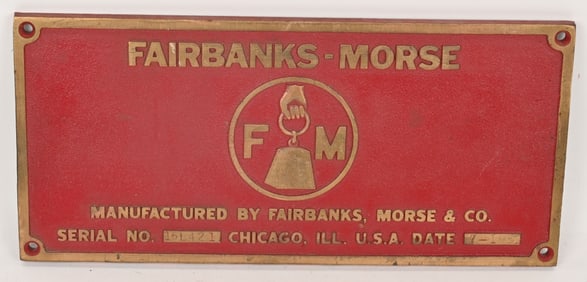 FAIRBANKS-MORSE
F M
MANUFACTURED BY FAIRBANKS, MORSE & CO.
SERIAL NO. CHICAGO, ILL. U.S.A. DATE